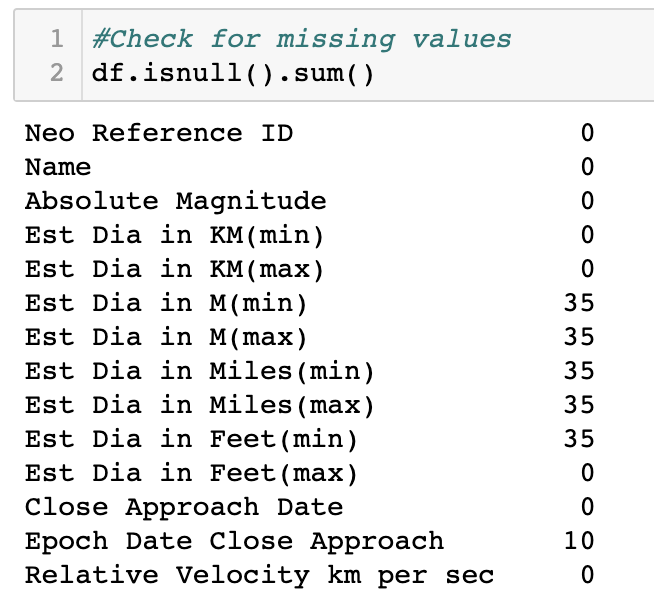 1 #Check for missing values
2 df.isnull().sum()
Neo Reference ID 0
Name 0
Absolute Magnitude 0
Est Dia in KM(min) 0
Est Dia in KM(max) 0
Est Dia in M(min) 35
Est Dia in M(max) 35
Est Dia in Miles(min) 35
Est Dia in Miles(max) 35
Est Dia in Feet(min) 35
Est Dia in Feet(max) 0
Close Approach Date 0
Epoch Date Close Approach 10
Relative Velocity km per sec 0